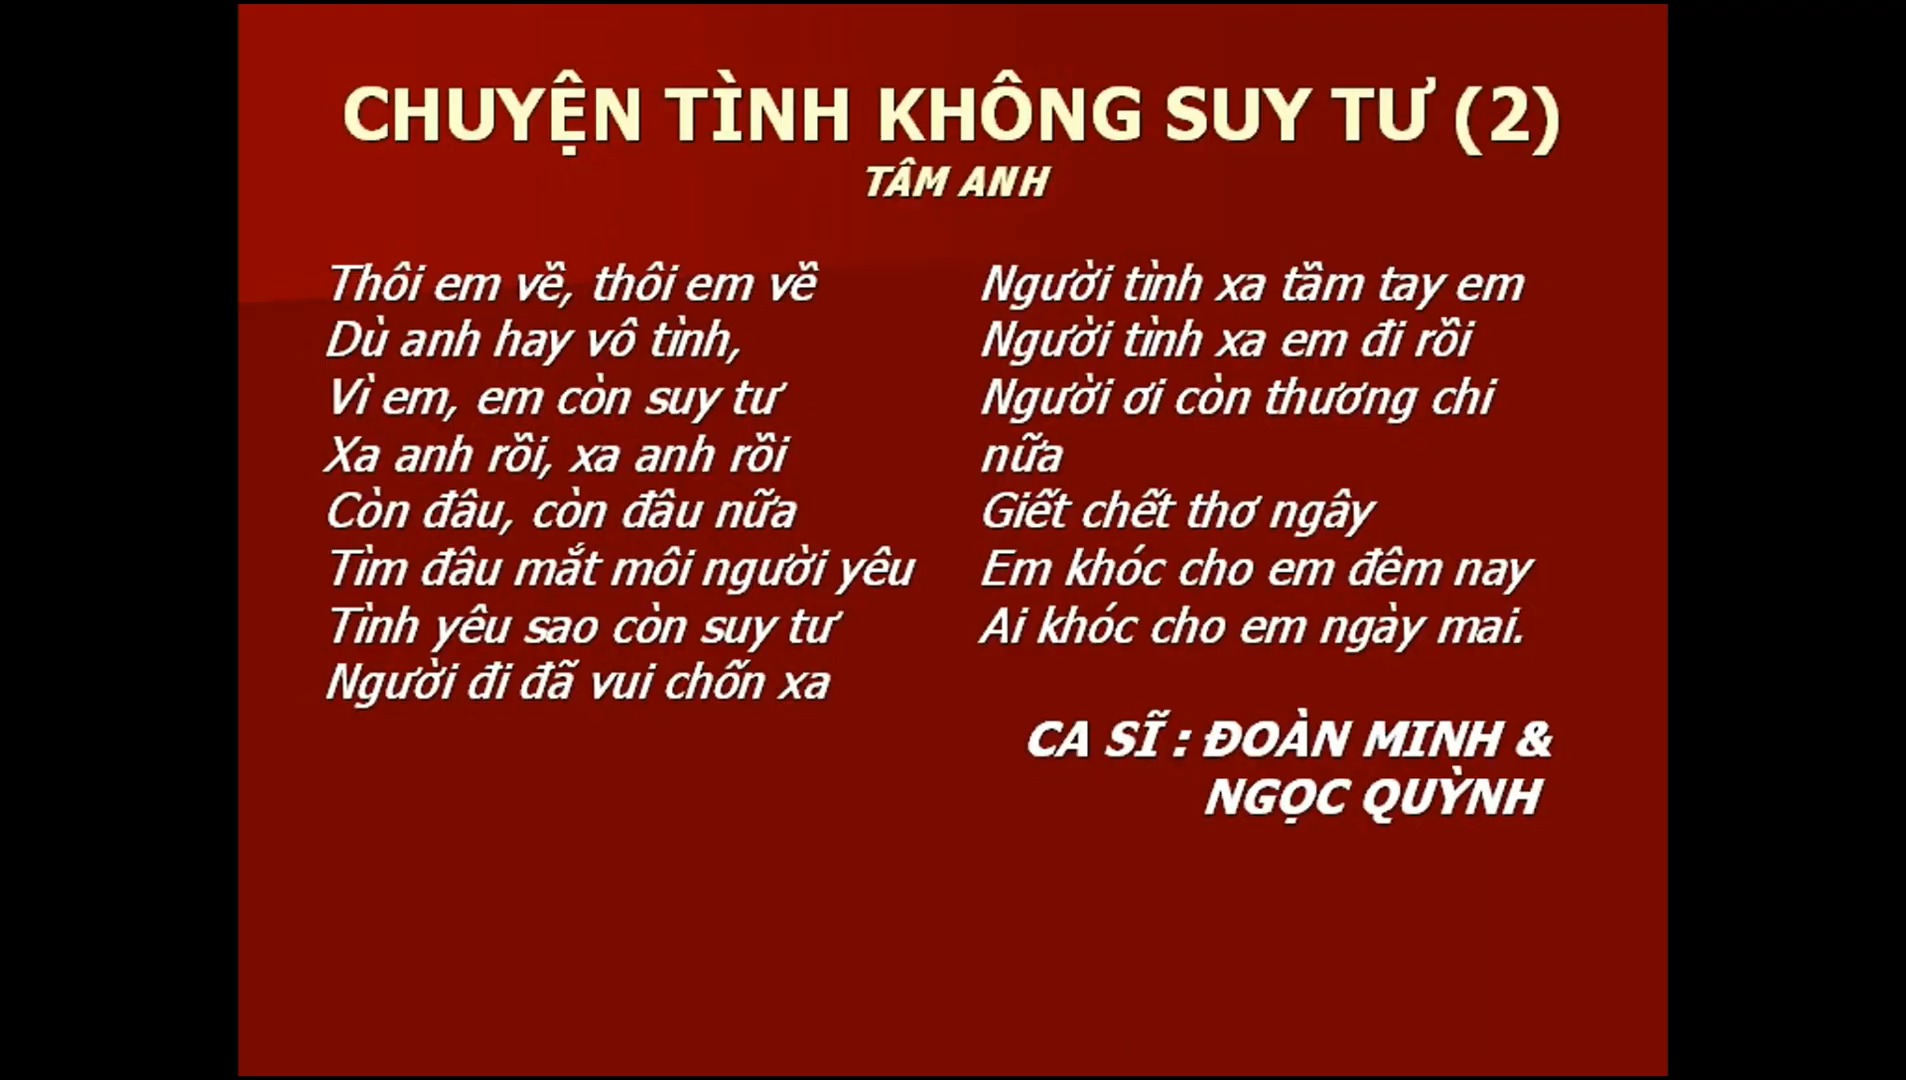 CHUYỆN TÌNH KHÔNG SUY TƯ (2)
TÂM ANH
Thôi em về, thôi em về
Dù anh hay vô tình,
Vì em, em còn suy tư
Xa anh rồi, xa anh rồi
Còn đâu, còn đâu nữa
Tìm đâu mắt môi người yêu
Tình yêu sao còn suy tư
Người đi đã vui chốn xa
Người tình xa tầm tay em
Người tình xa em đi rồi
Người ơi còn thương chi
nữa
Giết chết thơ ngây
Em khóc cho em đêm nay
Ai khóc cho em ngày mai.
CA SĨ : ĐOÀN MINH &
NGỌC QUỲNH